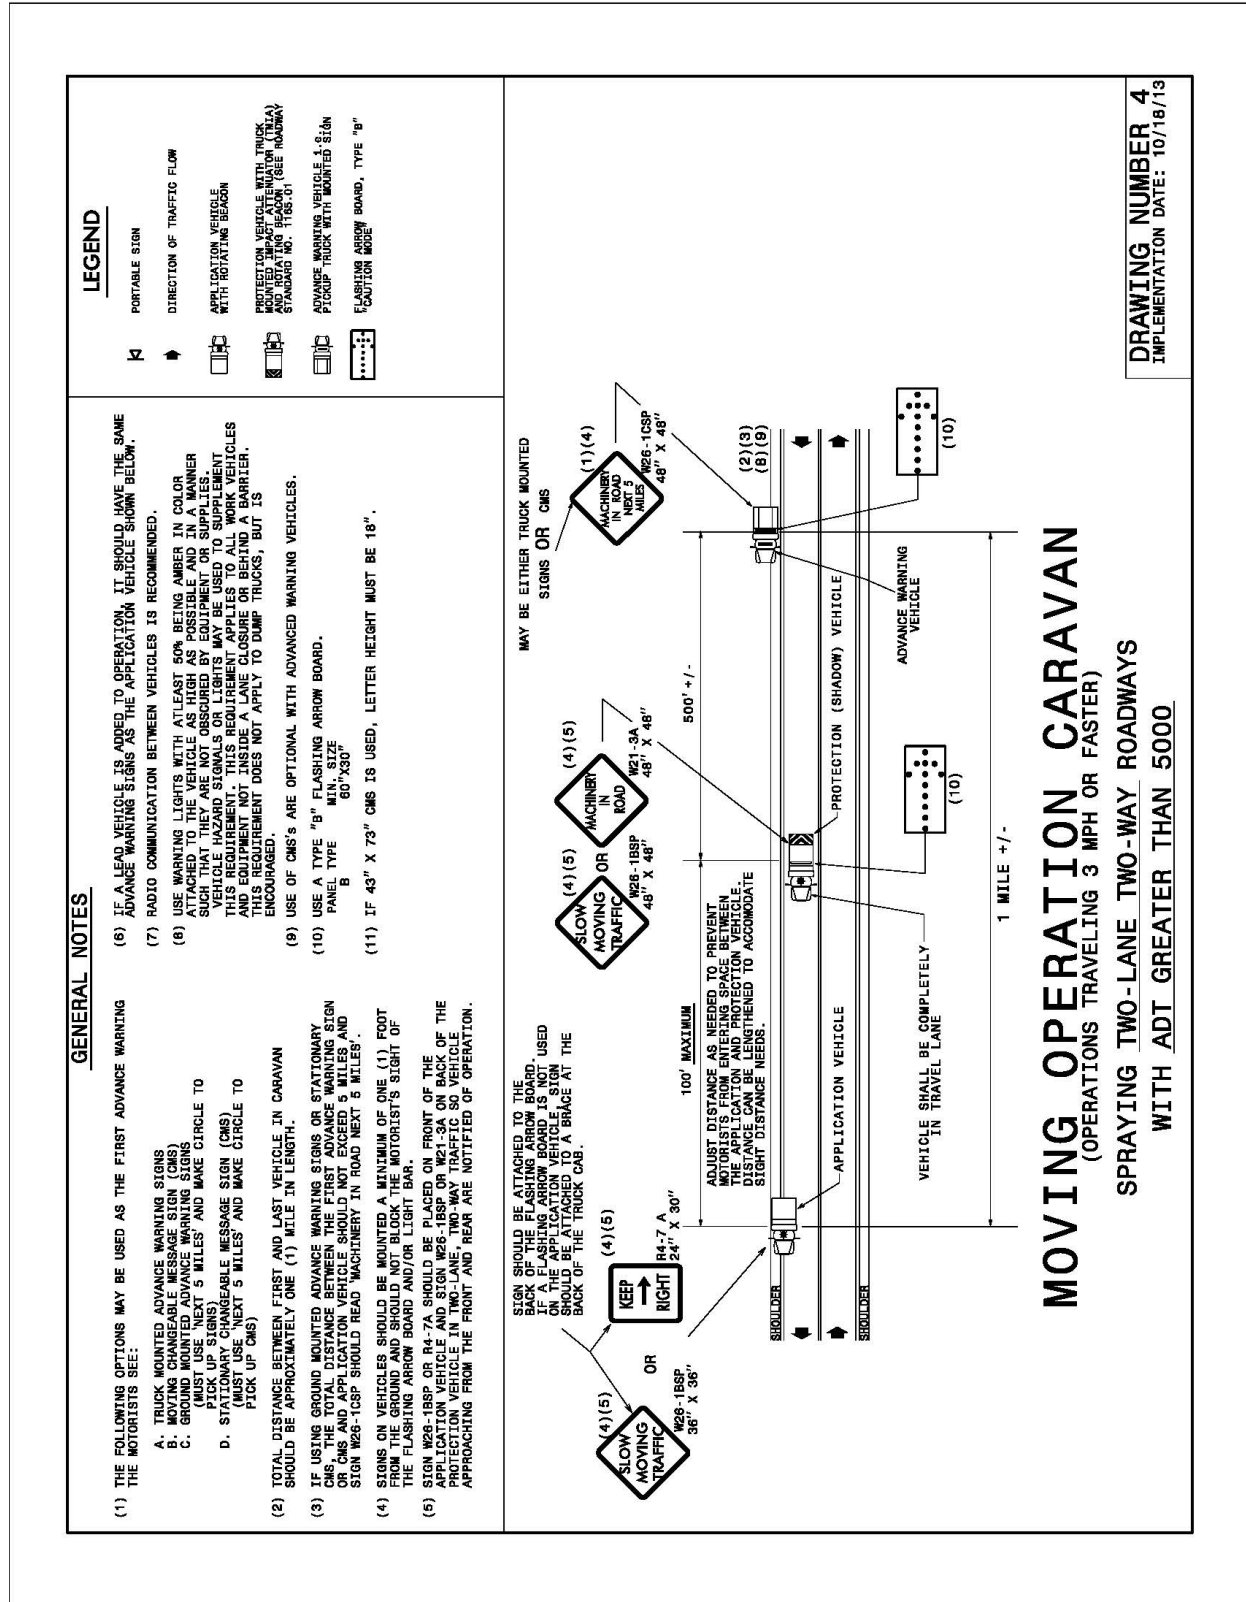 GENERAL NOTES
(1) THE FOLLOWING OPTIONS MAY BE USED AS THE FIRST ADVANCE WARNING
THE MOTORISTS SEE:
A. TRUCK MOUNTED ADVANCE WARNING SIGNS
B. MOVING CHANGEABLE MESSAGE SIGN (CMS)
C. GROUND MOUNTED ADVANCE WARNING SIGNS
(MUST USE 'NEXT 5 MILES' AND MAKE CIRCLE TO
PICK UP SIGNS)
D. STATIONARY CHANGEABLE MESSAGE SIGN (CMS)
(MUST USE 'NEXT 5 MILES' AND MAKE CIRCLE TO
PICK UP CMS)
(2) TOTAL DISTANCE BETWEEN FIRST AND LAST VEHICLE IN CARAVAN
SHOULD BE APPROXIMATELY ONE (1) MILE IN LENGTH.
(3) IF USING GROUND MOUNTED ADVANCE WARNING SIGNS OR STATIONARY
CMS, THE TOTAL DISTANCE BETWEEN THE FIRST ADVANCE WARNING SIGN
OR CMS AND APPLICATION VEHICLE SHOULD NOT EXCEED 5 MILES AND
SIGN W26-1CSP SHOULD READ 'MACHINERY IN ROAD NEXT 5 MILES'.
(4) SIGNS ON VEHICLES SHOULD BE MOUNTED A MINIMUM OF ONE (1) FOOT
FROM THE GROUND AND SHOULD NOT BLOCK THE MOTORIST'S SIGHT OF
THE FLASHING ARROW BOARD AND/OR LIGHT BAR.
(5) SIGN W26-1BSP OR R4-7A SHOULD BE PLACED ON FRONT OF THE
APPLICATION VEHICLE AND SIGN W26-1BSP OR W21-3A ON BACK OF THE
PROTECTION VEHICLE IN TWO-LANE, TWO-WAY TRAFFIC SO VEHICLE
APPROACHING FROM THE FRONT AND REAR ARE NOTIFIED OF OPERATION.
(6) IF A LEAD VEHICLE IS ADDED TO OPERATION, IT SHOULD HAVE THE SAME
ADVANCE WARNING SIGNS AS THE APPLICATION VEHICLE SHOWN BELOW.
(7) RADIO COMMUNICATION BETWEEN VEHICLES IS RECOMMENDED.
(8) USE WARNING LIGHTS WITH ATLEAST 50% BEING AMBER IN COLOR
ATTACHED TO THE VEHICLE AS HIGH AS POSSIBLE AND IN A MANNER
SUCH THAT THEY ARE NOT OBSCURED BY EQUIPMENT OR SUPPLIES.
VEHICLE HAZARD SIGNALS OR LIGHTS MAY BE USED TO SUPPLEMENT
THIS REQUIREMENT. THIS REQUIREMENT APPLIES TO ALL WORK VEHICLES
AND EQUIPMENT NOT INSIDE A LANE CLOSURE OR BEHIND A BARRIER.
THIS REQUIREMENT DOES NOT APPLY TO DUMP TRUCKS, BUT IS
ENCOURAGED.
(9) USE OF CMS's ARE OPTIONAL WITH ADVANCED WARNING VEHICLES.
(10) USE A TYPE "B" FLASHING ARROW BOARD.
PANEL TYPE MIN. SIZE
B 60"X30"
(11) IF 43" X 73" CMS IS USED, LETTER HEIGHT MUST BE 18".
LEGEND
PORTABLE SIGN
DIRECTION OF TRAFFIC FLOW
APPLICATION VEHICLE
WITH ROTATING BEACON
PROTECTION VEHICLE WITH TRUCK
MOUNTED IMPACT ATTENUATOR (TMIA)
AND ROTATING BEACON (SEE ROADWAY
STANDARD NO. 1165.01
ADVANCE WARNING VEHICLE
PICKUP TRUCK WITH MOUNTED SIGN
FLASHING ARROW BOARD, TYPE "B"
"CAUTION MODE"
SIGN SHOULD BE ATTACHED TO THE
BACK OF THE FLASHING ARROW BOARD.
IF A FLASHING ARROW BOARD IS NOT USED
ON THE APPLICATION VEHICLE, SIGN
SHOULD BE ATTACHED TO A BRACE AT THE
BACK OF THE TRUCK CAB.
(4)(5)
SLOW
MOVING
TRAFFIC
W26-1BSP
36" X 36"
OR
(4)(5)
KEEP
RIGHT
R4-7 A
24" X 30"
(4)(5)
SLOW
MOVING
TRAFFIC
W26-1BSP
48" X 48"
OR
(4)(5)
MACHINERY
IN
ROAD
W21-3A
48" X 48"
MAY BE EITHER TRUCK MOUNTED
SIGNS OR CMS
(1)(4)
MACHINERY
IN ROAD
NEXT 5
MILES
W26-1CSP
48" X 48"
100' MAXIMUM
500' +/-
ADJUST DISTANCE AS NEEDED TO PREVENT
MOTORISTS FROM ENTERING SPACE BETWEEN
THE APPLICATION AND PROTECTION VEHICLE.
DISTANCE CAN BE LENGTHENED TO ACCOMODATE
SIGHT DISTANCE NEEDS.
(2)(3)
(8)(9)
SHOULDER
SHOULDER
APPLICATION VEHICLE
PROTECTION (SHADOW) VEHICLE
ADVANCE WARNING
VEHICLE
VEHICLE SHALL BE COMPLETELY
IN TRAVEL LANE
(10)
(10)
1 MILE +/-
MOVING OPERATION CARAVAN
(OPERATIONS TRAVELING 3 MPH OR FASTER)
SPRAYING TWO-LANE TWO-WAY ROADWAYS
WITH ADT GREATER THAN 5000
DRAWING NUMBER 4
IMPLEMENTATION DATE: 10/18/13